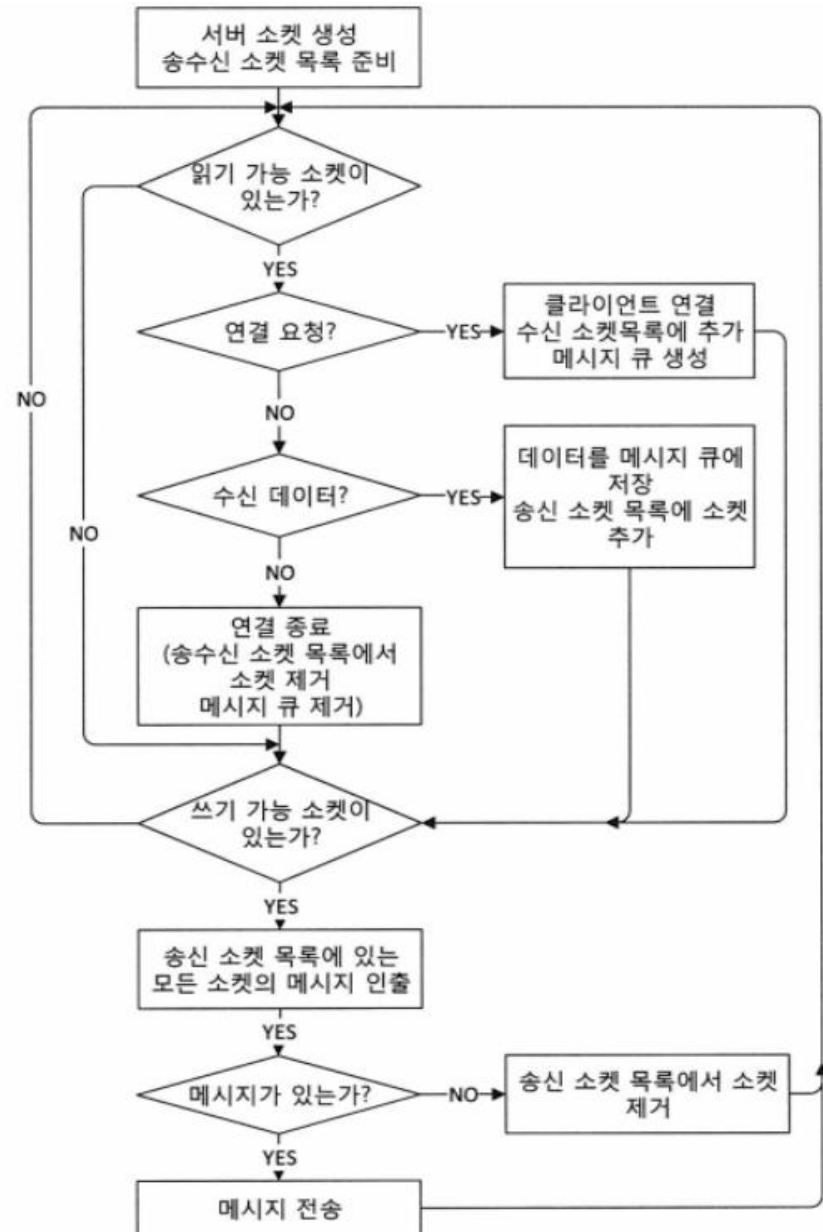 서버 소켓 생성
송수신 소켓 목록 준비
읽기 가능 소켓이
있는가?
YES
연결 요청?
YES
클라이언트 연결
수신 소켓목록에 추가
메시지 큐 생성
NO
NO
수신 데이터?
YES
데이터를 메시지 큐에
저장
송신 소켓 목록에 소켓
추가
NO
NO
연결 종료
(송수신 소켓 목록에서
소켓 제거
메시지 큐 제거)
쓰기 가능 소켓이
있는가?
YES
송신 소켓 목록에 있는
모든 소켓의 메시지 인출
YES
메시지가 있는가?
NO
송신 소켓 목록에서 소켓
제거
YES
메시지 전송